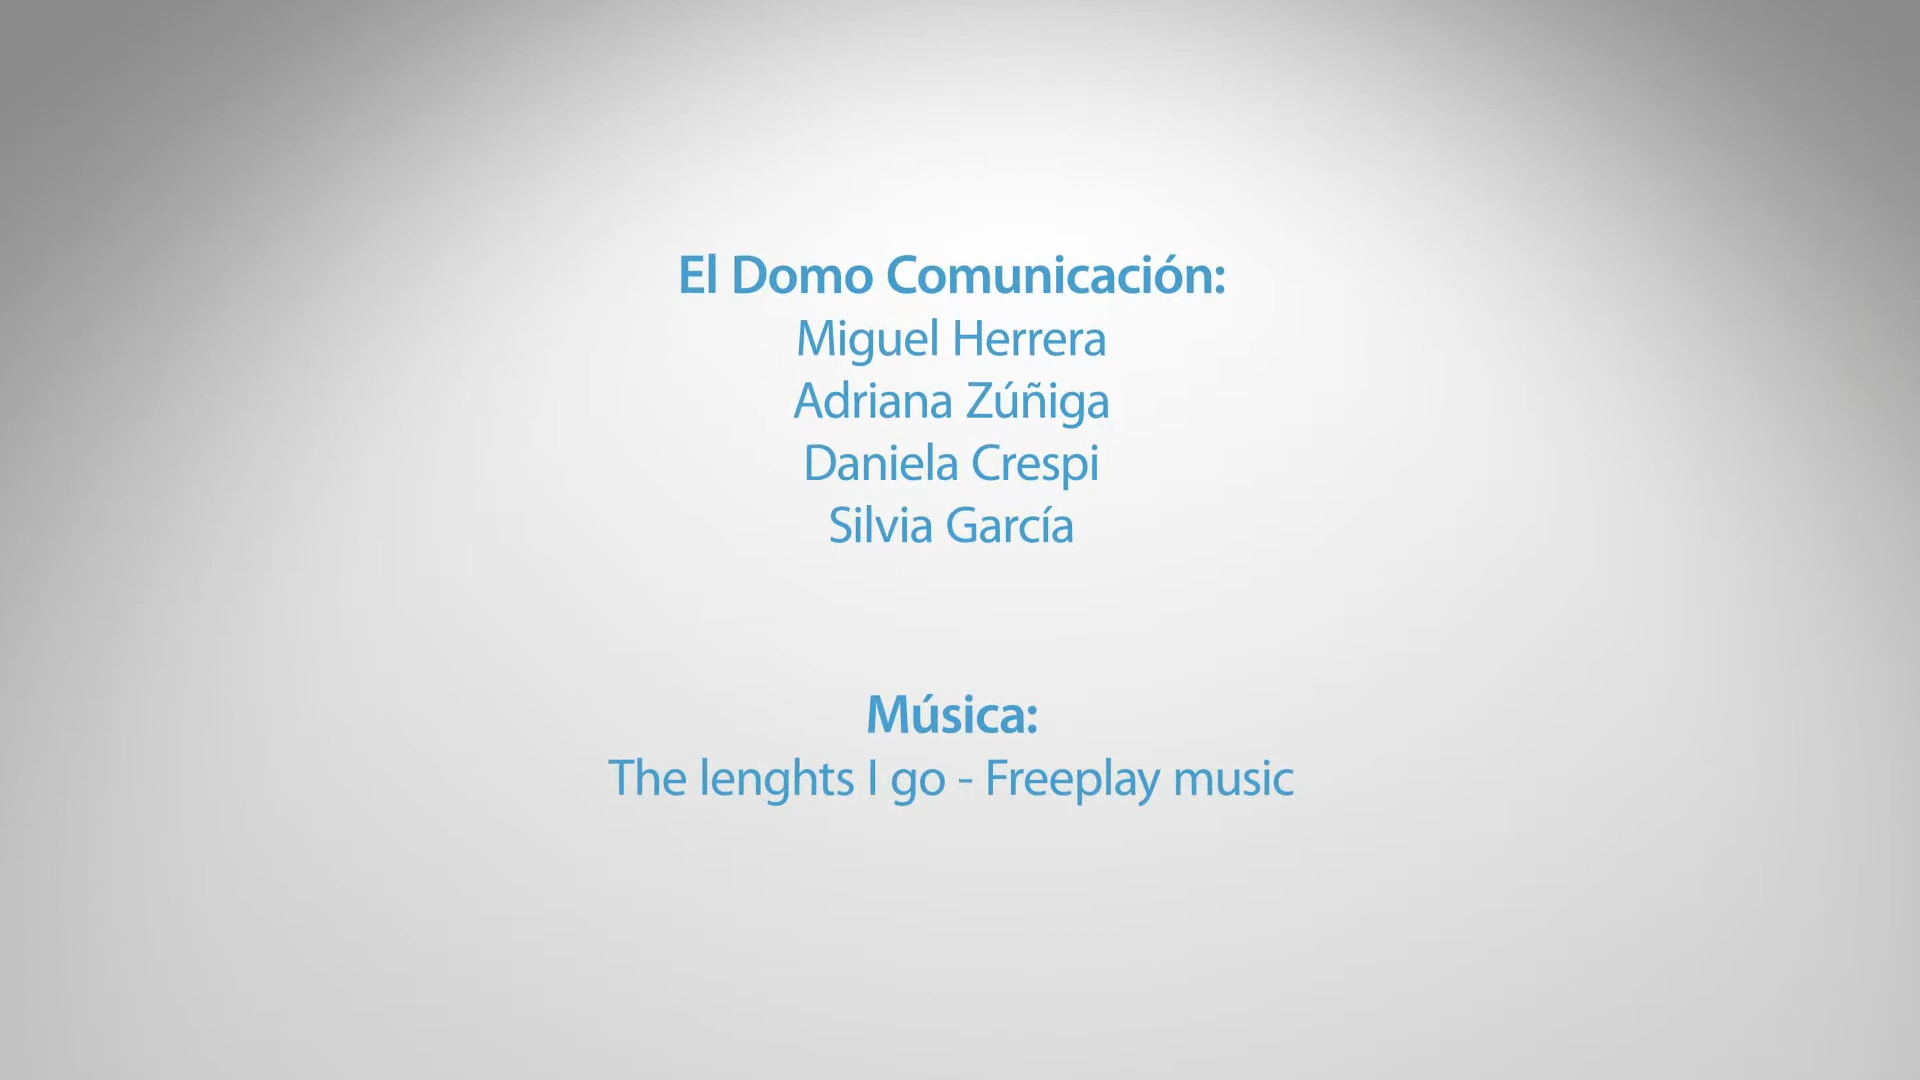 El Domo Comunicación:
Miguel Herrera
Adriana Zúñiga
Daniela Crespi
Silvia García
Música:
The lenghts I go - Freeplay music